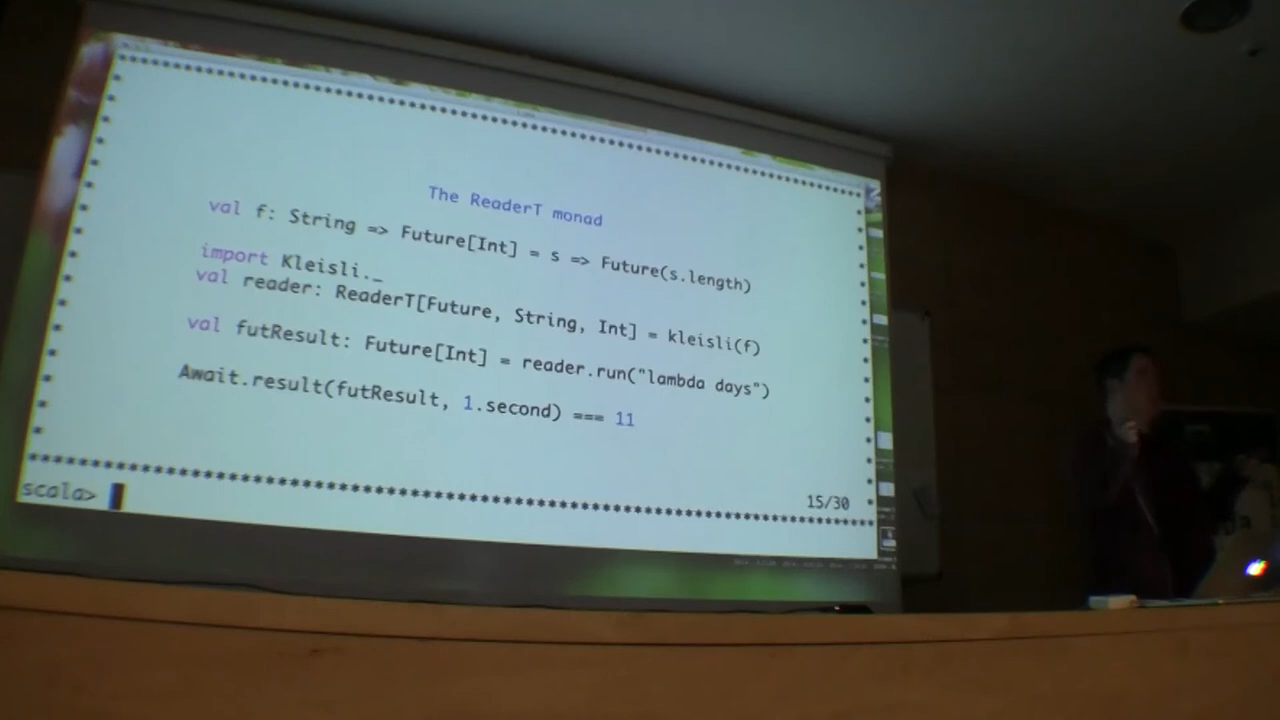 The ReaderT monad
val f: String => Future[Int] = s => Future(s.length)
import Kleisli._
val reader: ReaderT[Future, String, Int] = kleisli(f)
val futResult: Future[Int] = reader.run("lambda days")
Await.result(futResult, 1.second) === 11
15/30
scala>